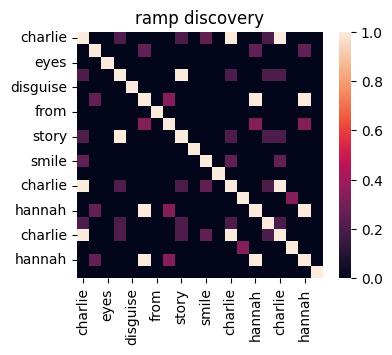 ramp discovery
charlie
eyes
disguise
from
story
smile
charlie
hannah
charlie
hannah
charlie
eyes
disguise
from
story
smile
charlie
hannah
charlie
hannah
1.0
0.8
0.6
0.4
0.2
0.0